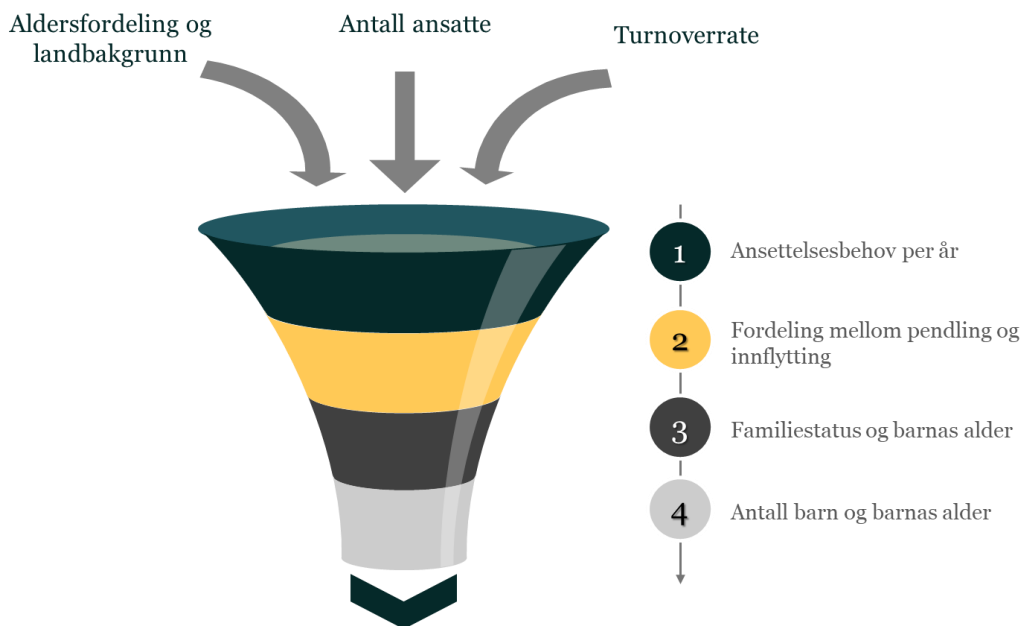 Aldersfordeling og
landbakgrunn
Antall ansatte
Turnoverrate
1
Ansettelsesbehov per år
2
Fordeling mellom pendling og
innflytting
3
Familiestatus og barnas alder
4
Antall barn og barnas alder